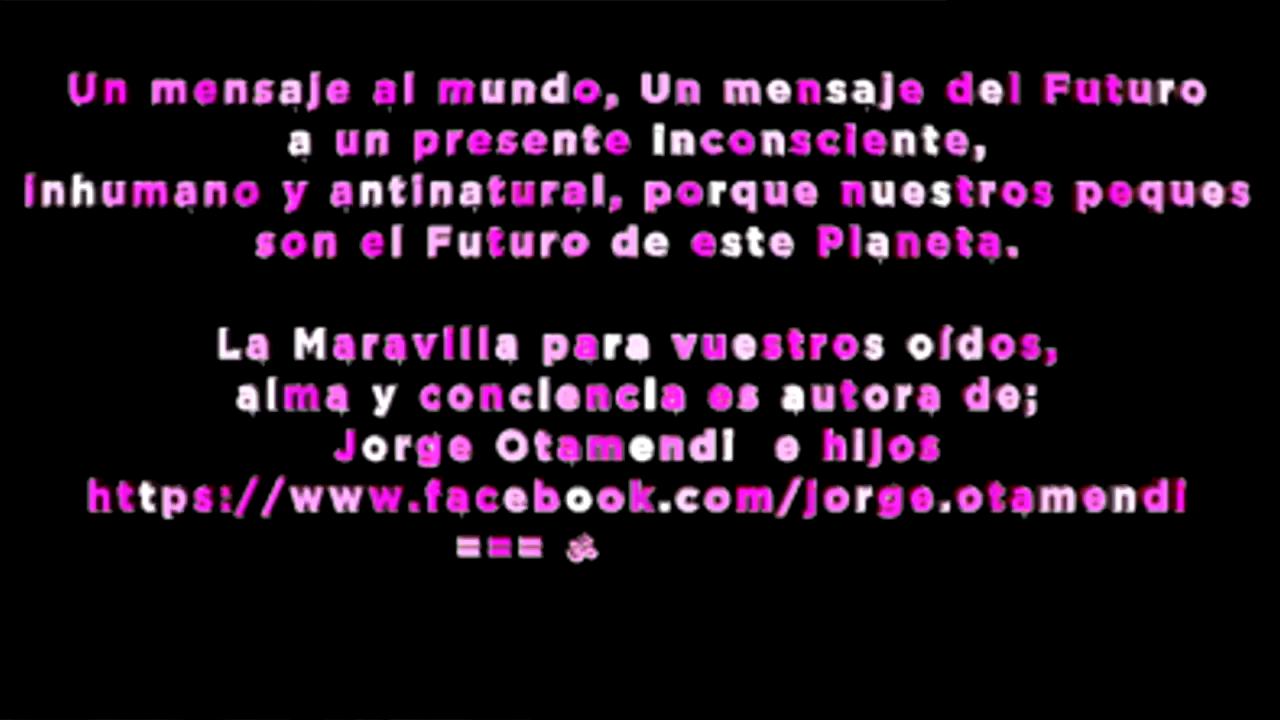 Un mensaje al mundo, Un mensaje del Futuro
a un presente inconsciente,
inhumano y antinatural, porque nuestros peques
son el Futuro de este Planeta.
La Maravilla para vuestros oídos,
alma y conciencia es autora de;
Jorge Otamendi e hijos
https://www.facebook.com/jorge.otamendi
=== ॐ